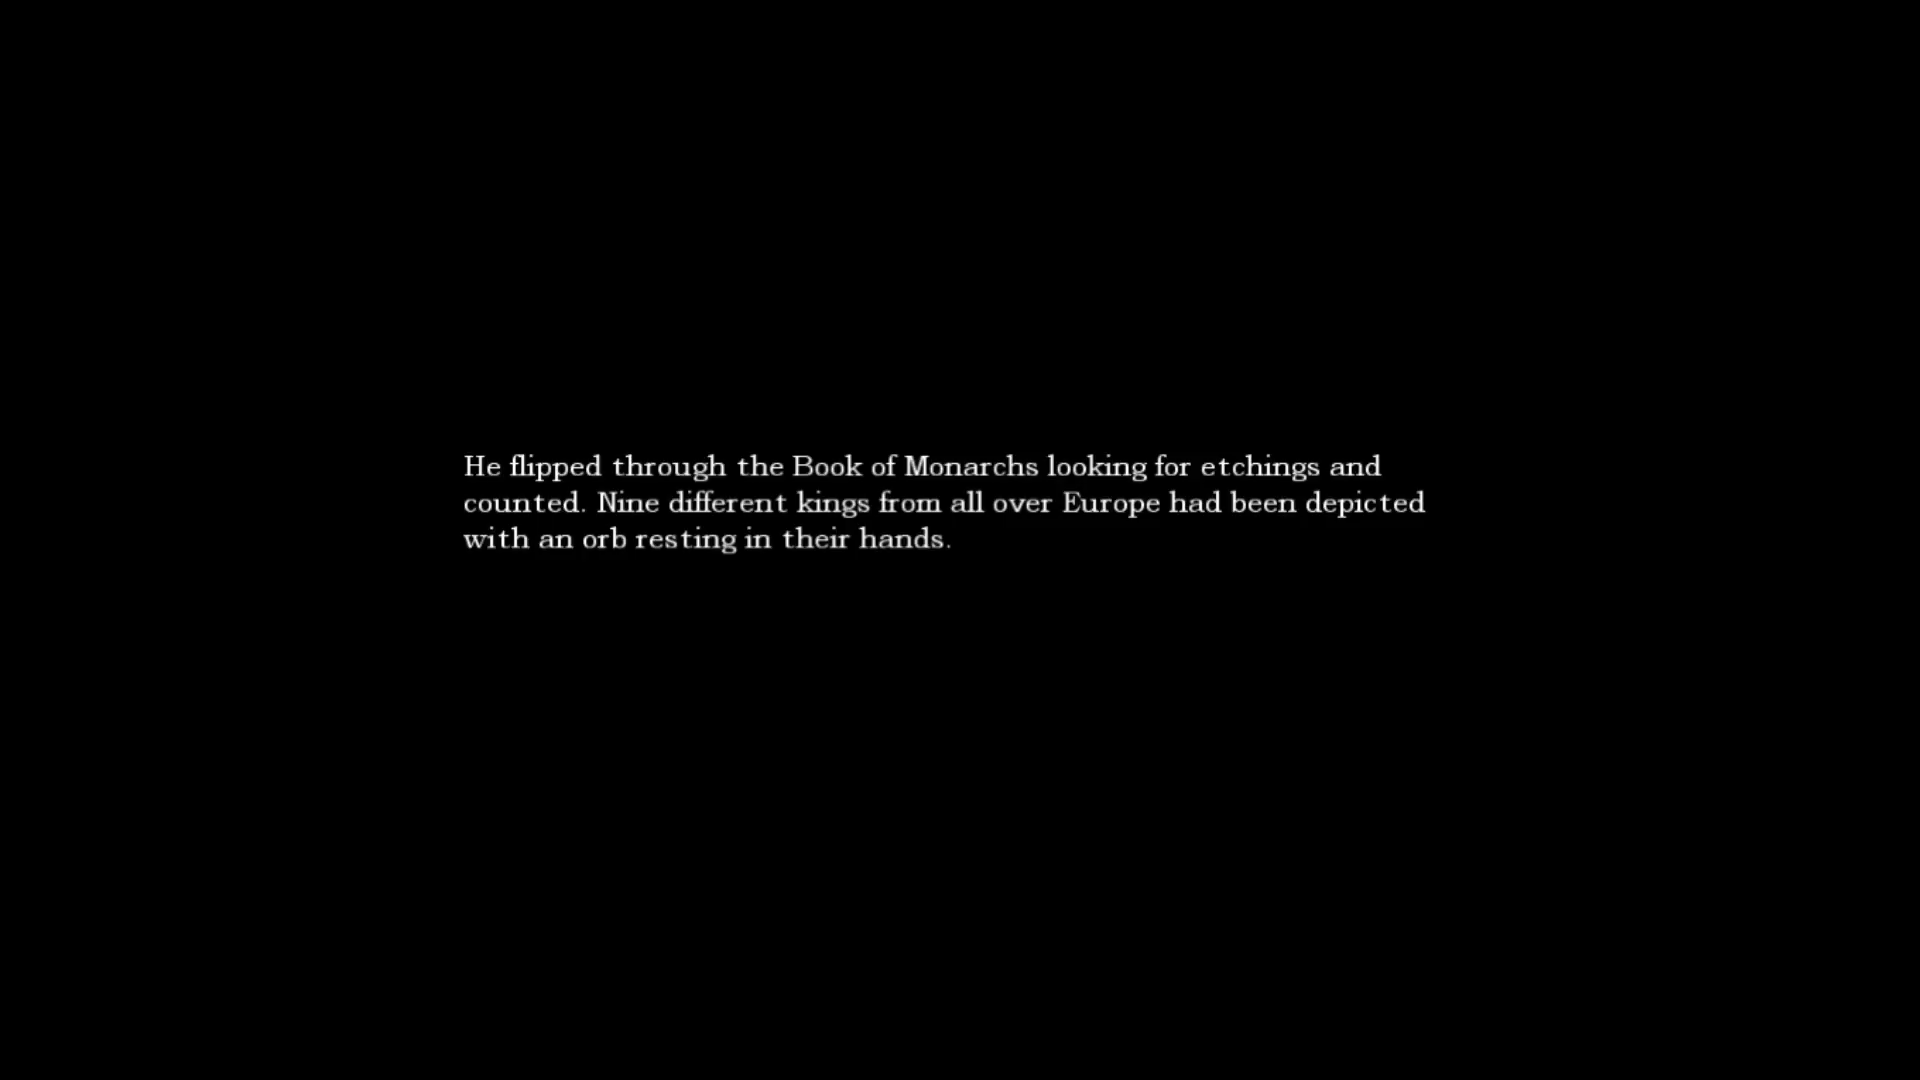 He flipped through the Book of Monarchs looking for etchings and
counted. Nine different kings from all over Europe had been depicted
with an orb resting in their hands.